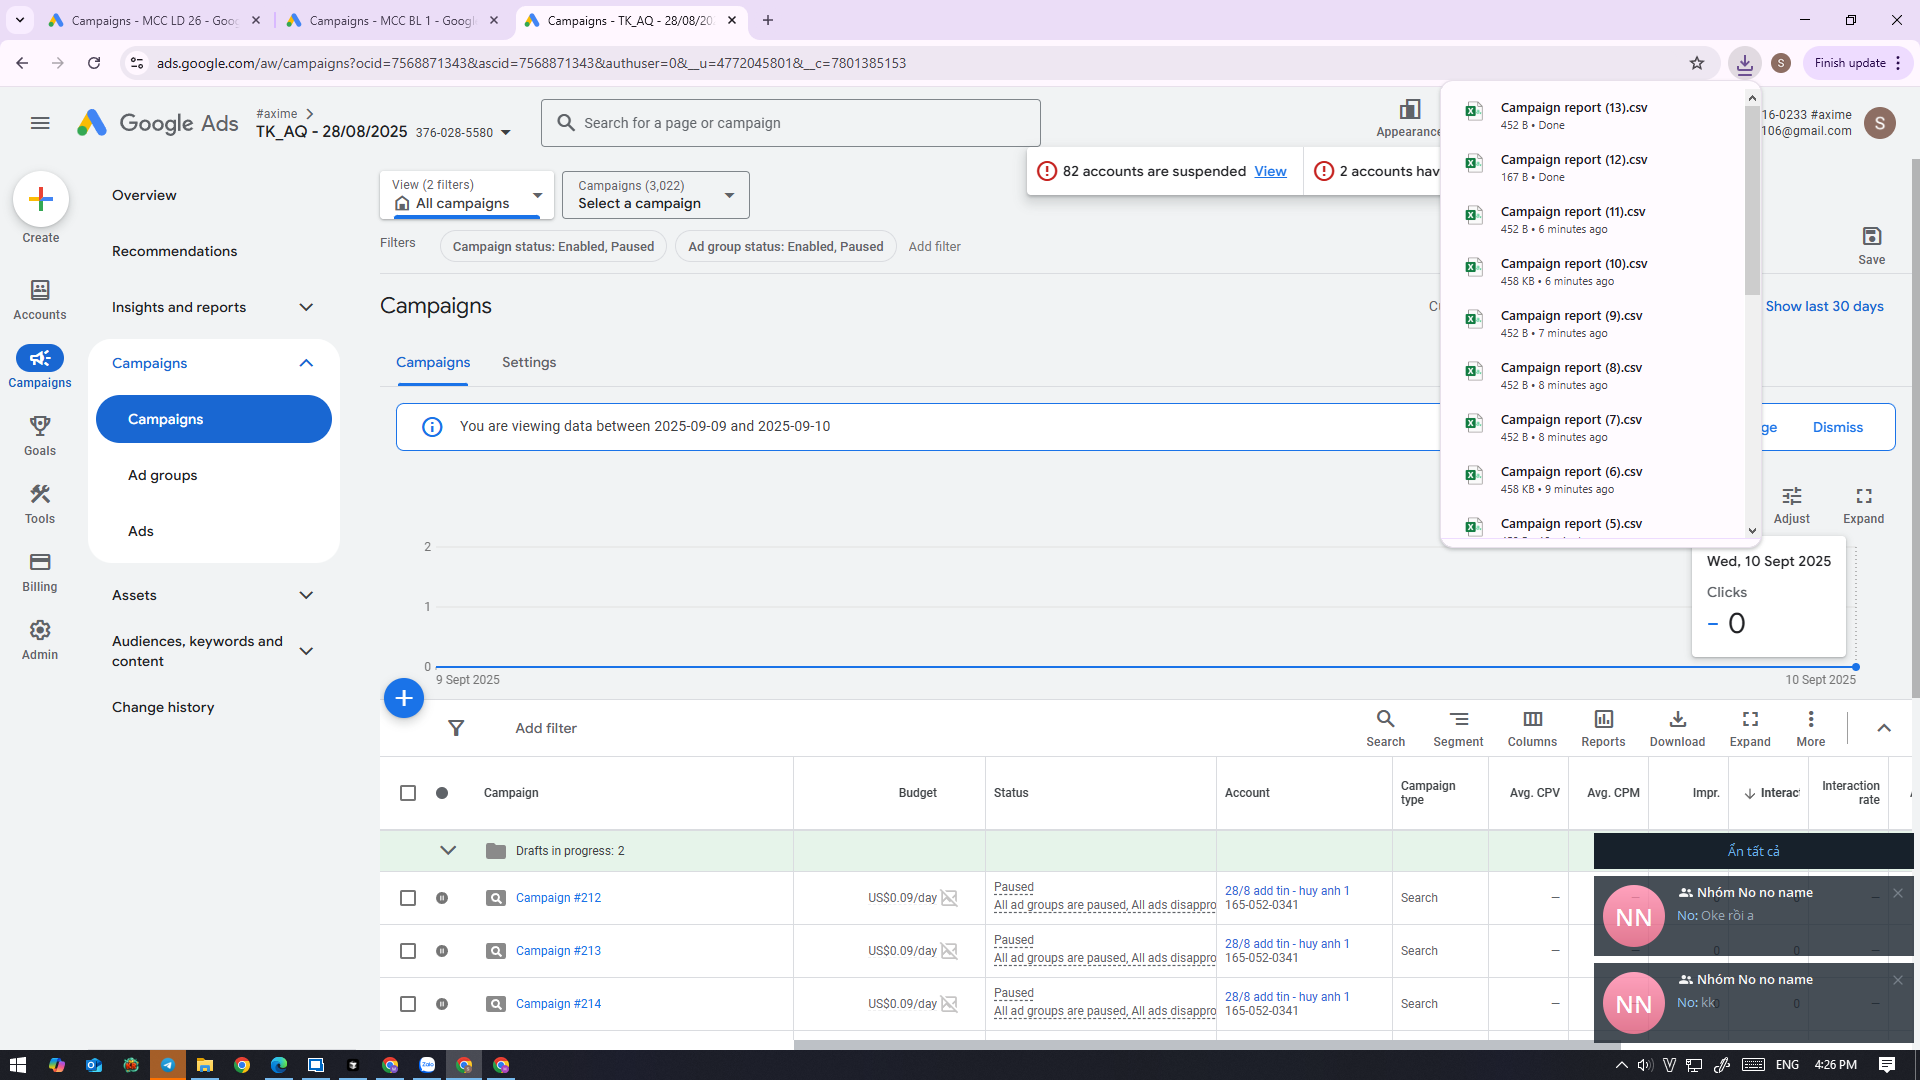 Campaigns - MCC LD 26 - Goog
Campaigns - MCC BL 1 - Google
Campaigns - TK_AQ - 28/08/202
ads.google.com/aw/campaigns?ocid=7568871343&ascid=7568871343&authuser=0&__u=4772045801&__c=7801385153
S
Finish update
Google Ads
#axime
TK_AQ - 28/08/2025 376-028-5580
Search for a page or campaign
Appearance
16-0233 #axime
106@gmail.com
S
82 accounts are suspended View
2 accounts hav
Campaign report (13).csv
452 B • Done
Campaign report (12).csv
167 B • Done
Campaign report (11).csv
452 B • 6 minutes ago
Campaign report (10).csv
458 KB • 6 minutes ago
Campaign report (9).csv
452 B • 7 minutes ago
Campaign report (8).csv
452 B • 8 minutes ago
Campaign report (7).csv
452 B • 8 minutes ago
Campaign report (6).csv
458 KB • 9 minutes ago
Campaign report (5).csv
Create
Accounts
Campaigns
Goals
Tools
Billing
Admin
Overview
Recommendations
Insights and reports
Campaigns
Campaigns
Ad groups
Ads
Assets
Audiences, keywords and
content
Change history
View (2 filters)
All campaigns
Campaigns (3,022)
Select a campaign
Filters
Campaign status: Enabled, Paused
Ad group status: Enabled, Paused
Add filter
Save
Campaigns
Show last 30 days
Campaigns
Settings
You are viewing data between 2025-09-09 and 2025-09-10
ge
Dismiss
Adjust
Expand
2
1
0
9 Sept 2025
10 Sept 2025
Wed, 10 Sept 2025
Clicks
– 0
Add filter
Search
Segment
Columns
Reports
Download
Expand
More
Campaign
Budget
Status
Account
Campaign
type
Avg. CPV
Avg. CPM
Impr.
Interact
Interaction
rate
Drafts in progress: 2
Campaign #212
US$0.09/day
Paused
All ad groups are paused, All ads disappro
28/8 add tin - huy anh 1
165-052-0341
Search
—
Campaign #213
US$0.09/day
Paused
All ad groups are paused, All ads disappro
28/8 add tin - huy anh 1
165-052-0341
Search
—
Campaign #214
US$0.09/day
Paused
All ad groups are paused, All ads disappro
28/8 add tin - huy anh 1
165-052-0341
Search
—
Ẩn tất cả
NN
Nhóm No no name
No: Oke rồi a
NN
Nhóm No no name
No: kk
Zalo
ENG
4:26 PM